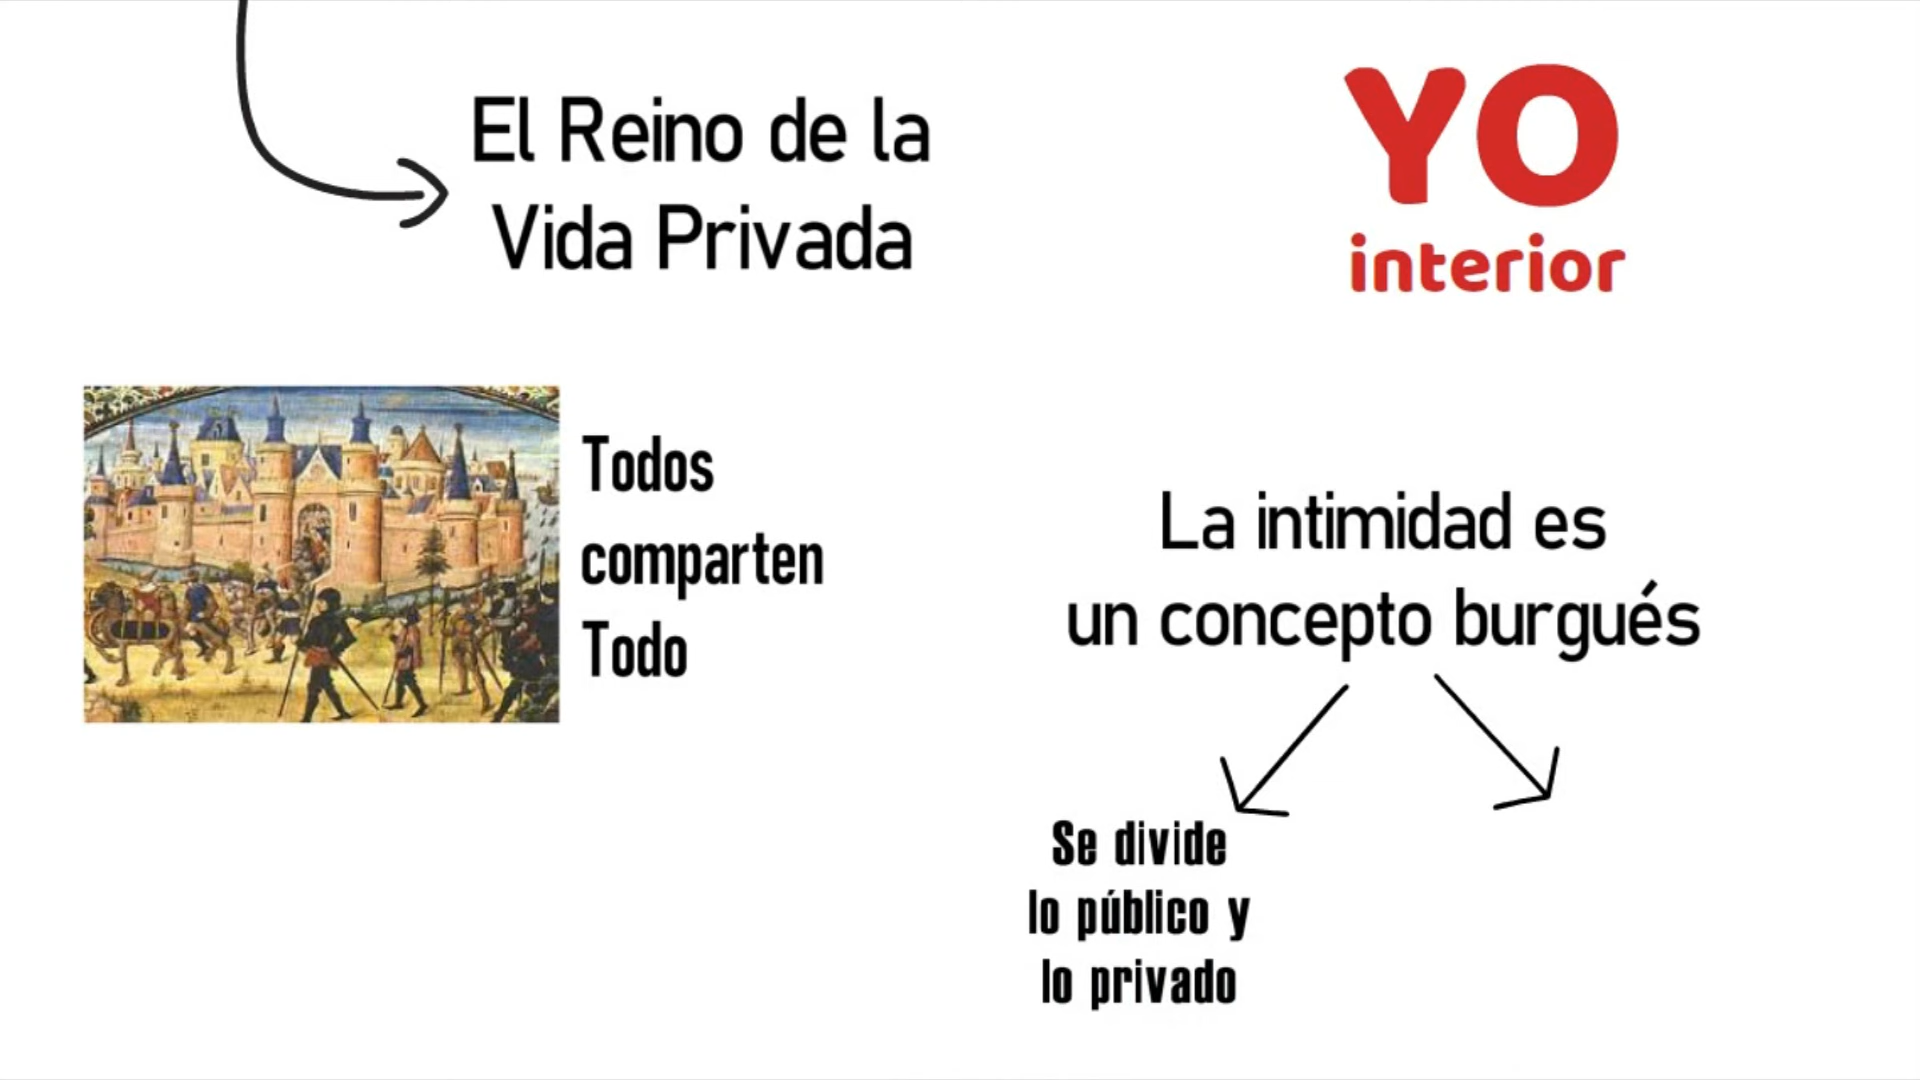 El Reino de la
Vida Privada
YO
interior
Todos
comparten
Todo
La intimidad es
un concepto burgués
Se divide
lo público y
lo privado